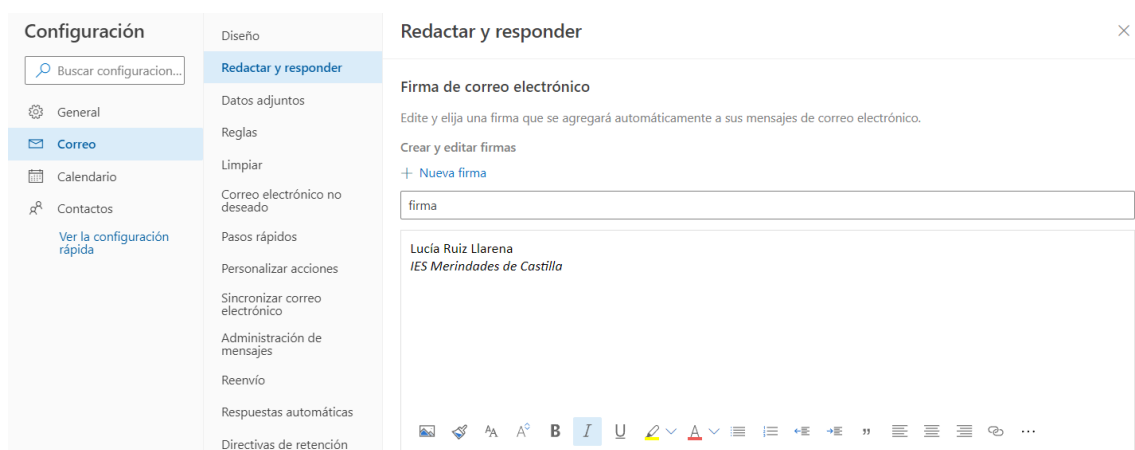 Configuración
Buscar configuracion...
General
Correo
Calendario
Contactos
Ver la configuración
rápida
Diseño
Redactar y responder
Datos adjuntos
Reglas
Limpiar
Correo electrónico no
deseado
Pasos rápidos
Personalizar acciones
Sincronizar correo
electrónico
Administración de
mensajes
Reenvío
Respuestas automáticas
Directivas de retención
Redactar y responder
Firma de correo electrónico
Edite y elija una firma que se agregará automáticamente a sus mensajes de correo electrónico.
Crear y editar firmas
Nueva firma
firma
Lucía Ruiz Llarena
IES Merindades de Castilla